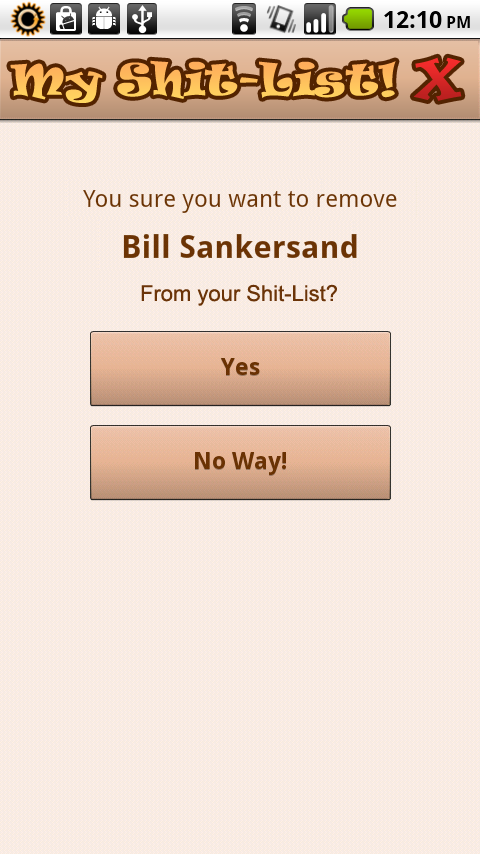 12:10 PM
My Shit-List! X
You sure you want to remove
Bill Sankersand
From your Shit-List?
Yes
No Way!